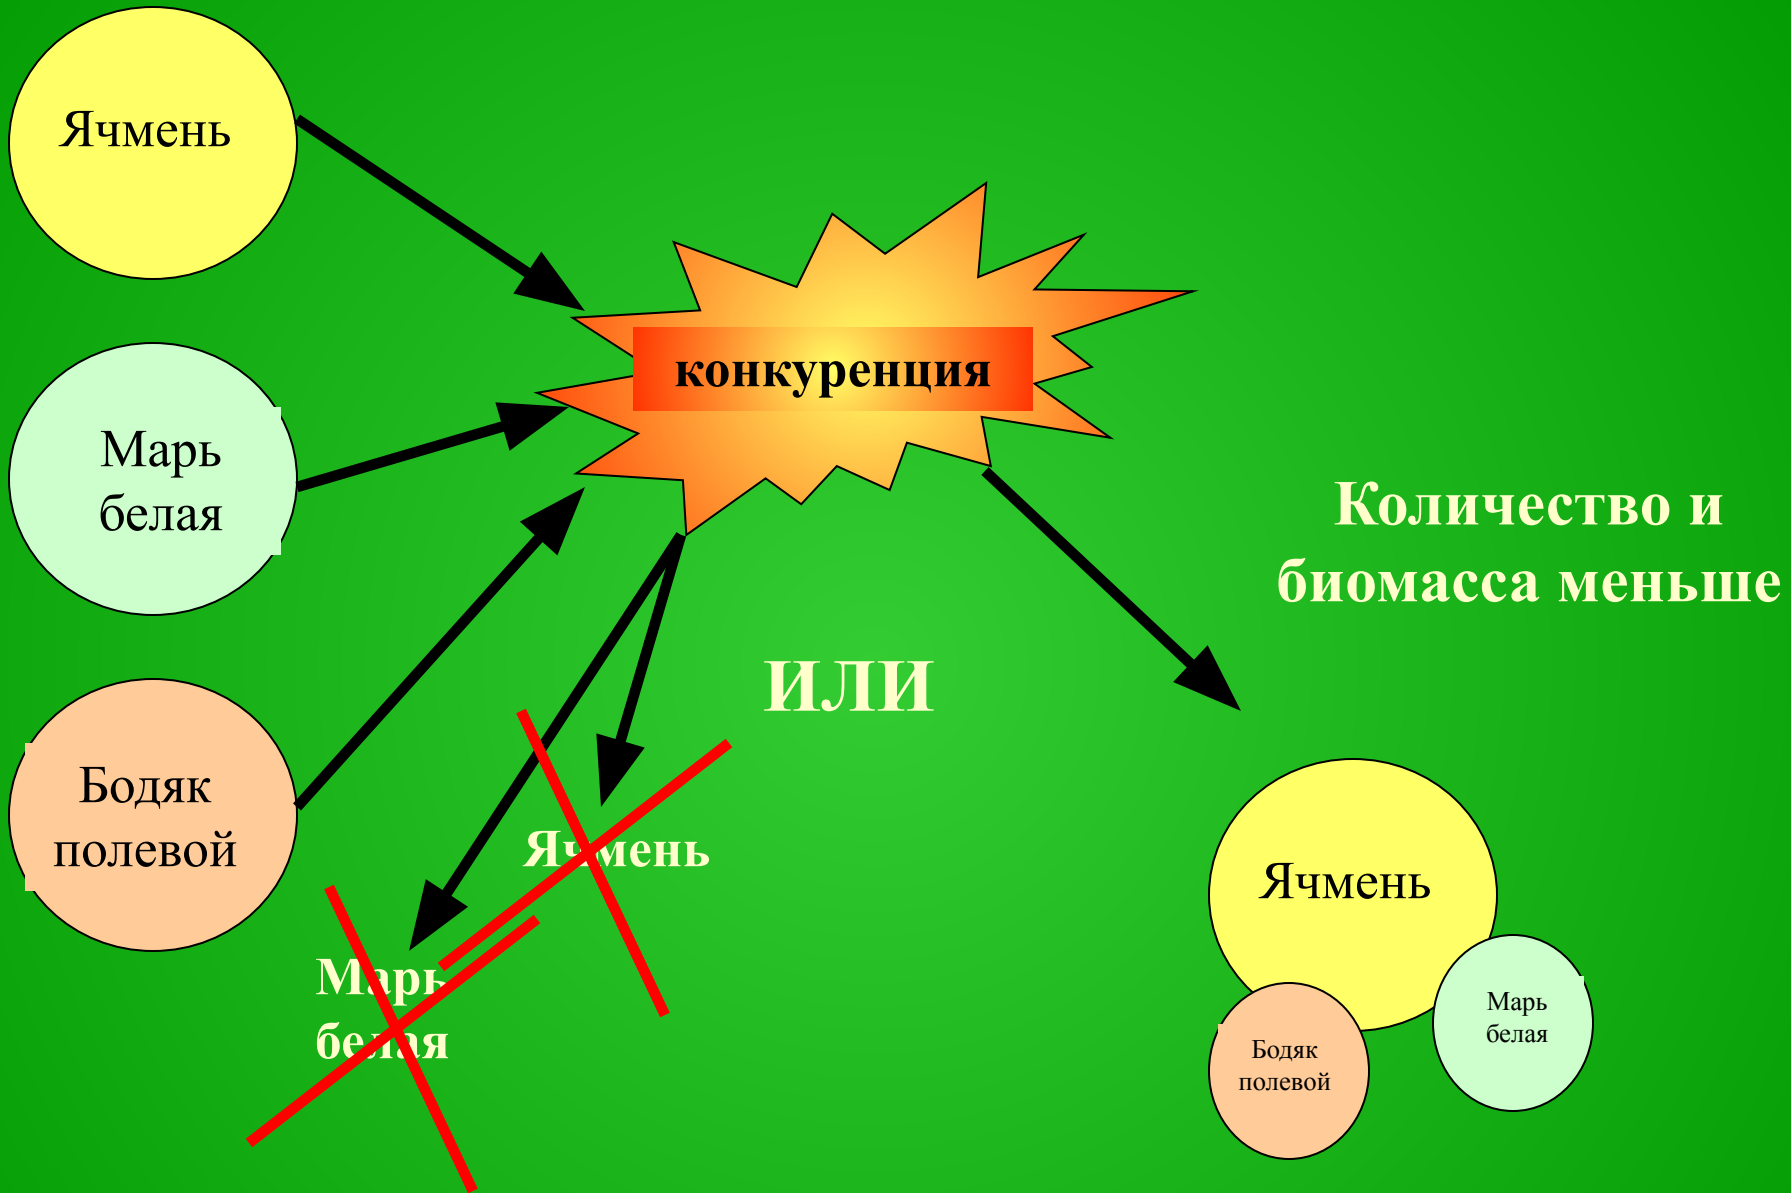 Ячмень
конкуренция
Марь
белая
Количество и
биомасса меньше
ИЛИ
Бодяк
полевой
Ячмень
Марь
белая
Ячмень
Марь
белая
Бодяк
полевой